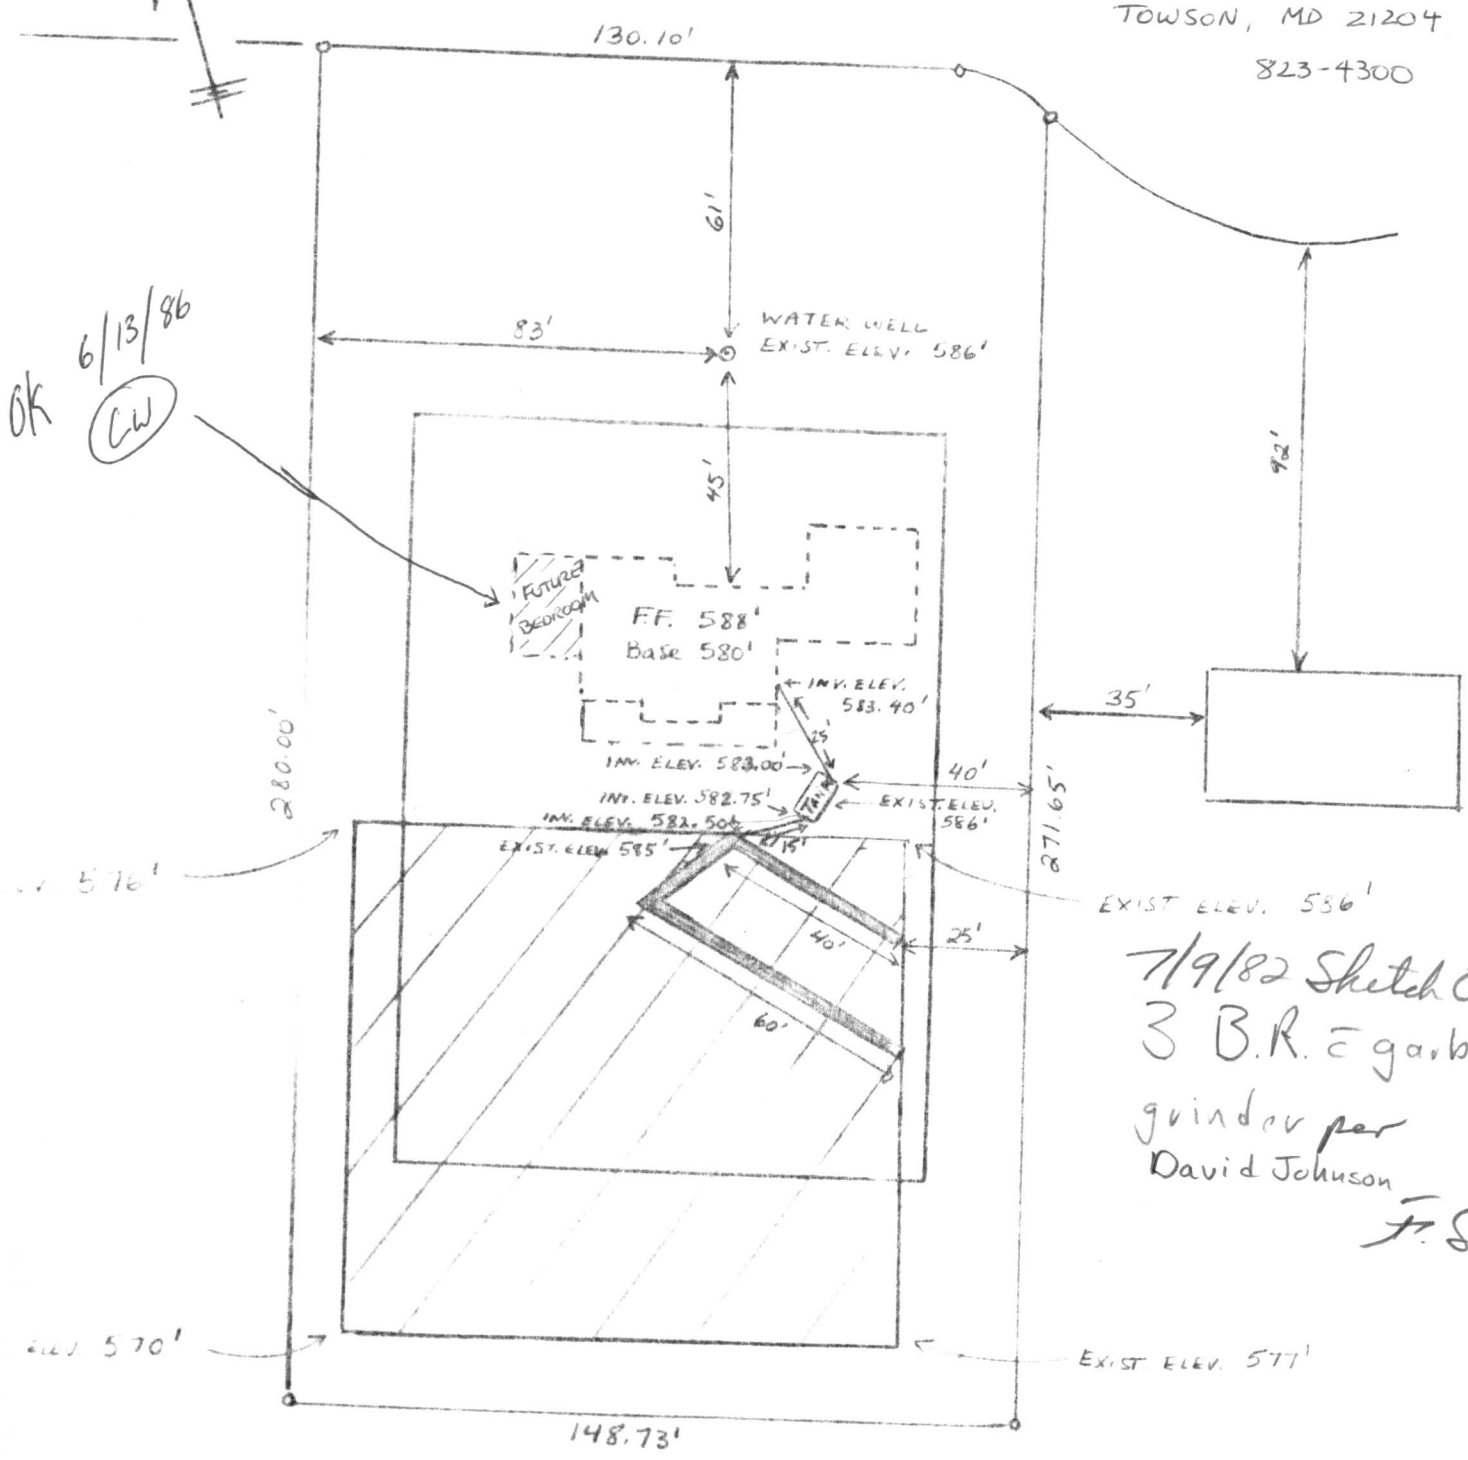 TOWSON, MD 21204
823-4300
130.10'
61'
83'
WATER WELL
EXIST. ELEV. 586'
6/13/86
OK
LW
45'
92'
FUTURE
BEDROOM
F.F. 588'
Base 580'
INV. ELEV.
583.40'
25'
35'
280.00'
INV. ELEV. 583.00'
40'
TANK
INV. ELEV. 582.75'
EXIST. ELEV.
586'
INV. ELEV. 582.50'
EXIST. ELEV. 585'
15'
271.65'
576'
EXIST ELEV. 586'
40'
25'
60'
7/9/82 Sketch
3 B.R. c̄ garb
grinder per
David Johnson
F. S
ELEV. 570'
EXIST ELEV. 577'
148.73'